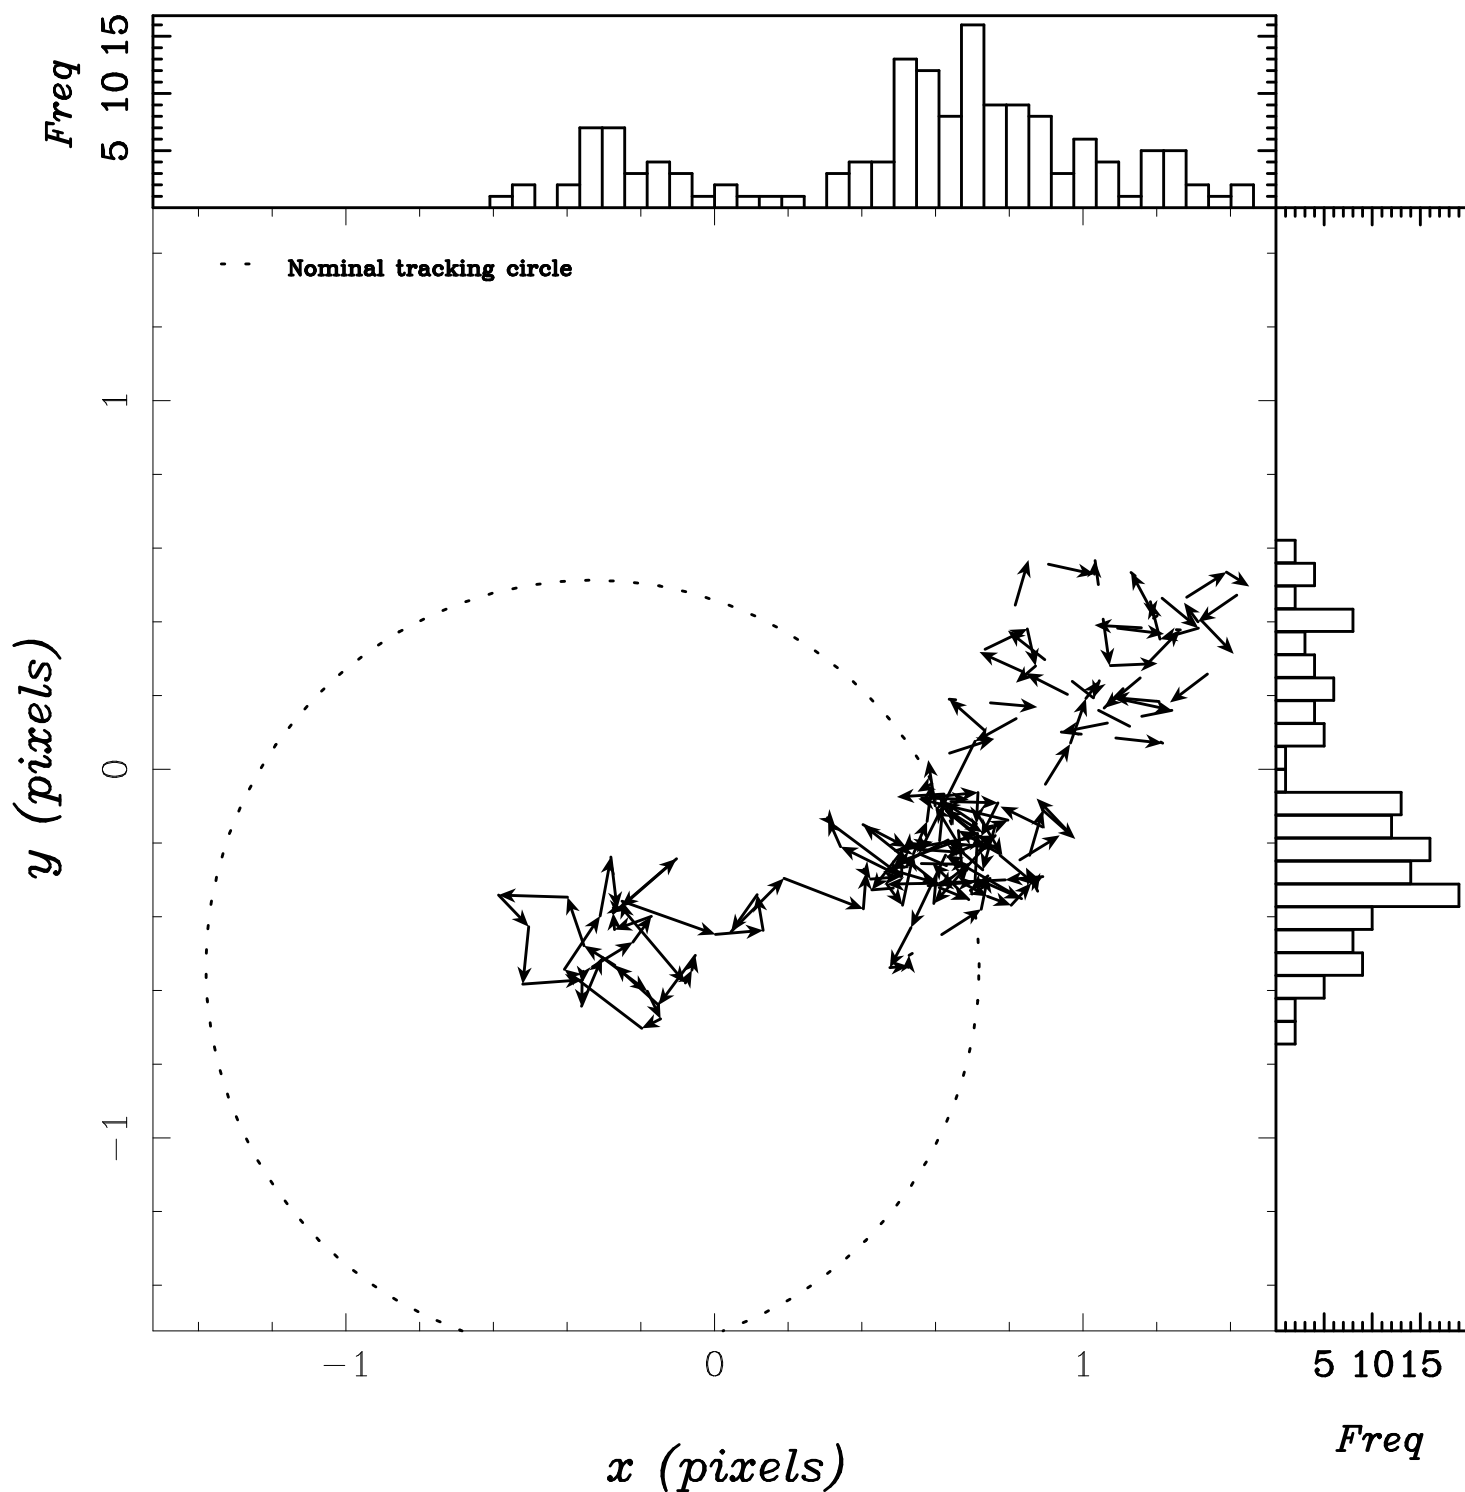 Freq
5 10 15
Nominal tracking circle
y (pixels)
1
0
−1
−1 0 1
5 10 15
x (pixels)
Freq